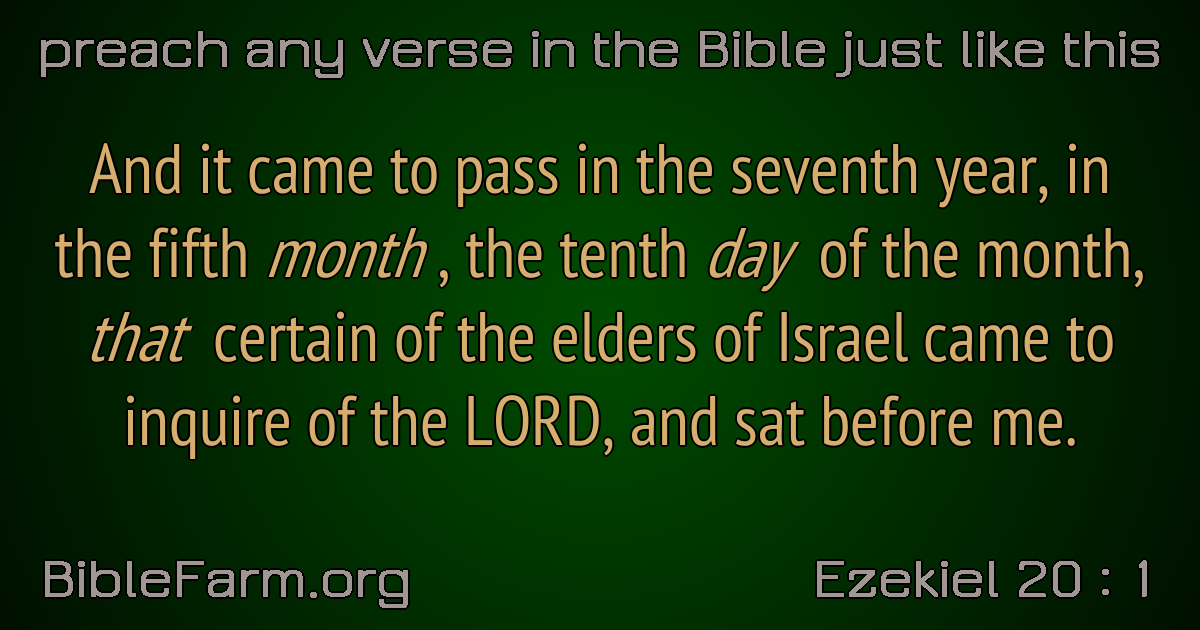 preach any verse in the Bible just like this
And it came to pass in the seventh year, in
the fifth month , the tenth day of the month,
that certain of the elders of Israel came to
inquire of the LORD, and sat before me.
BibleFarm.org
Ezekiel 20 : 1